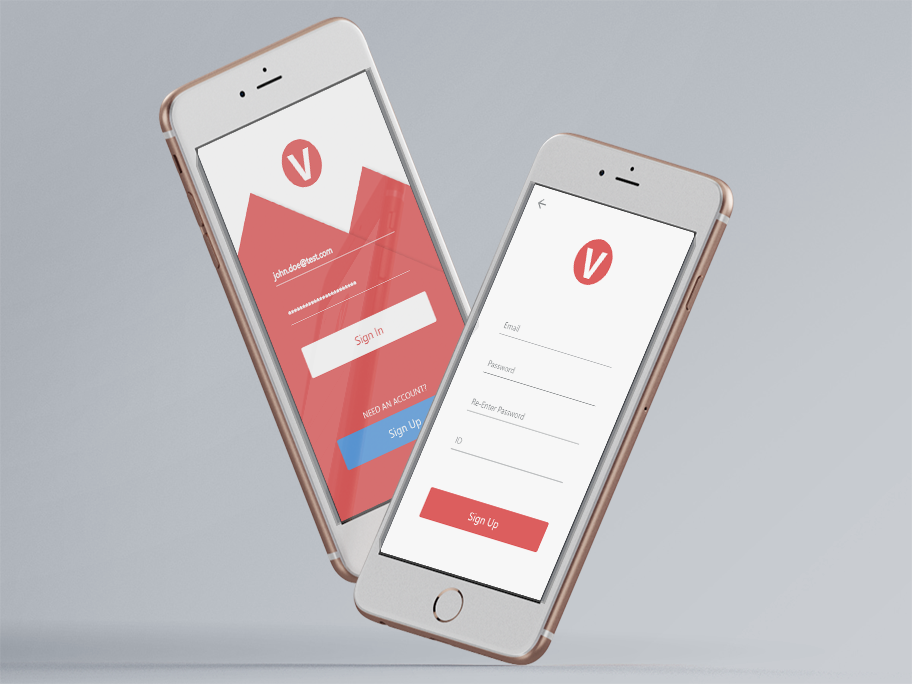 V
john.doe@test.com
Sign In
NEED AN ACCOUNT?
Sign Up
V
Email
Password
Re-Enter Password
ID
Sign Up